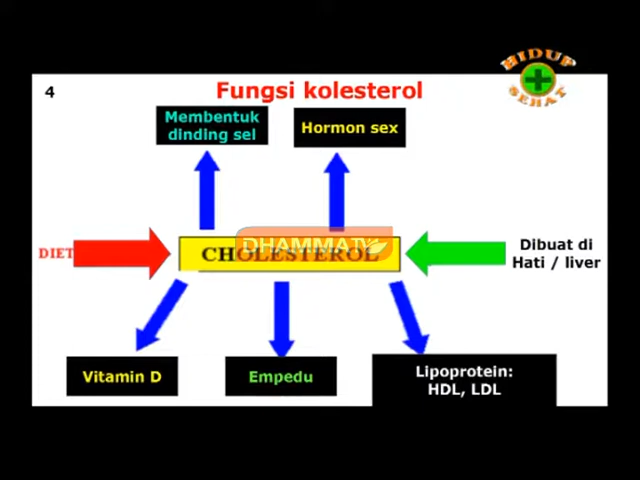 HIDUP
SEHAT
4
Fungsi kolesterol
Membentuk
dinding sel
Hormon sex
DIET
CHOLESTEROL
DHAMMATV
Dibuat di
Hati / liver
Vitamin D
Empedu
Lipoprotein:
HDL, LDL